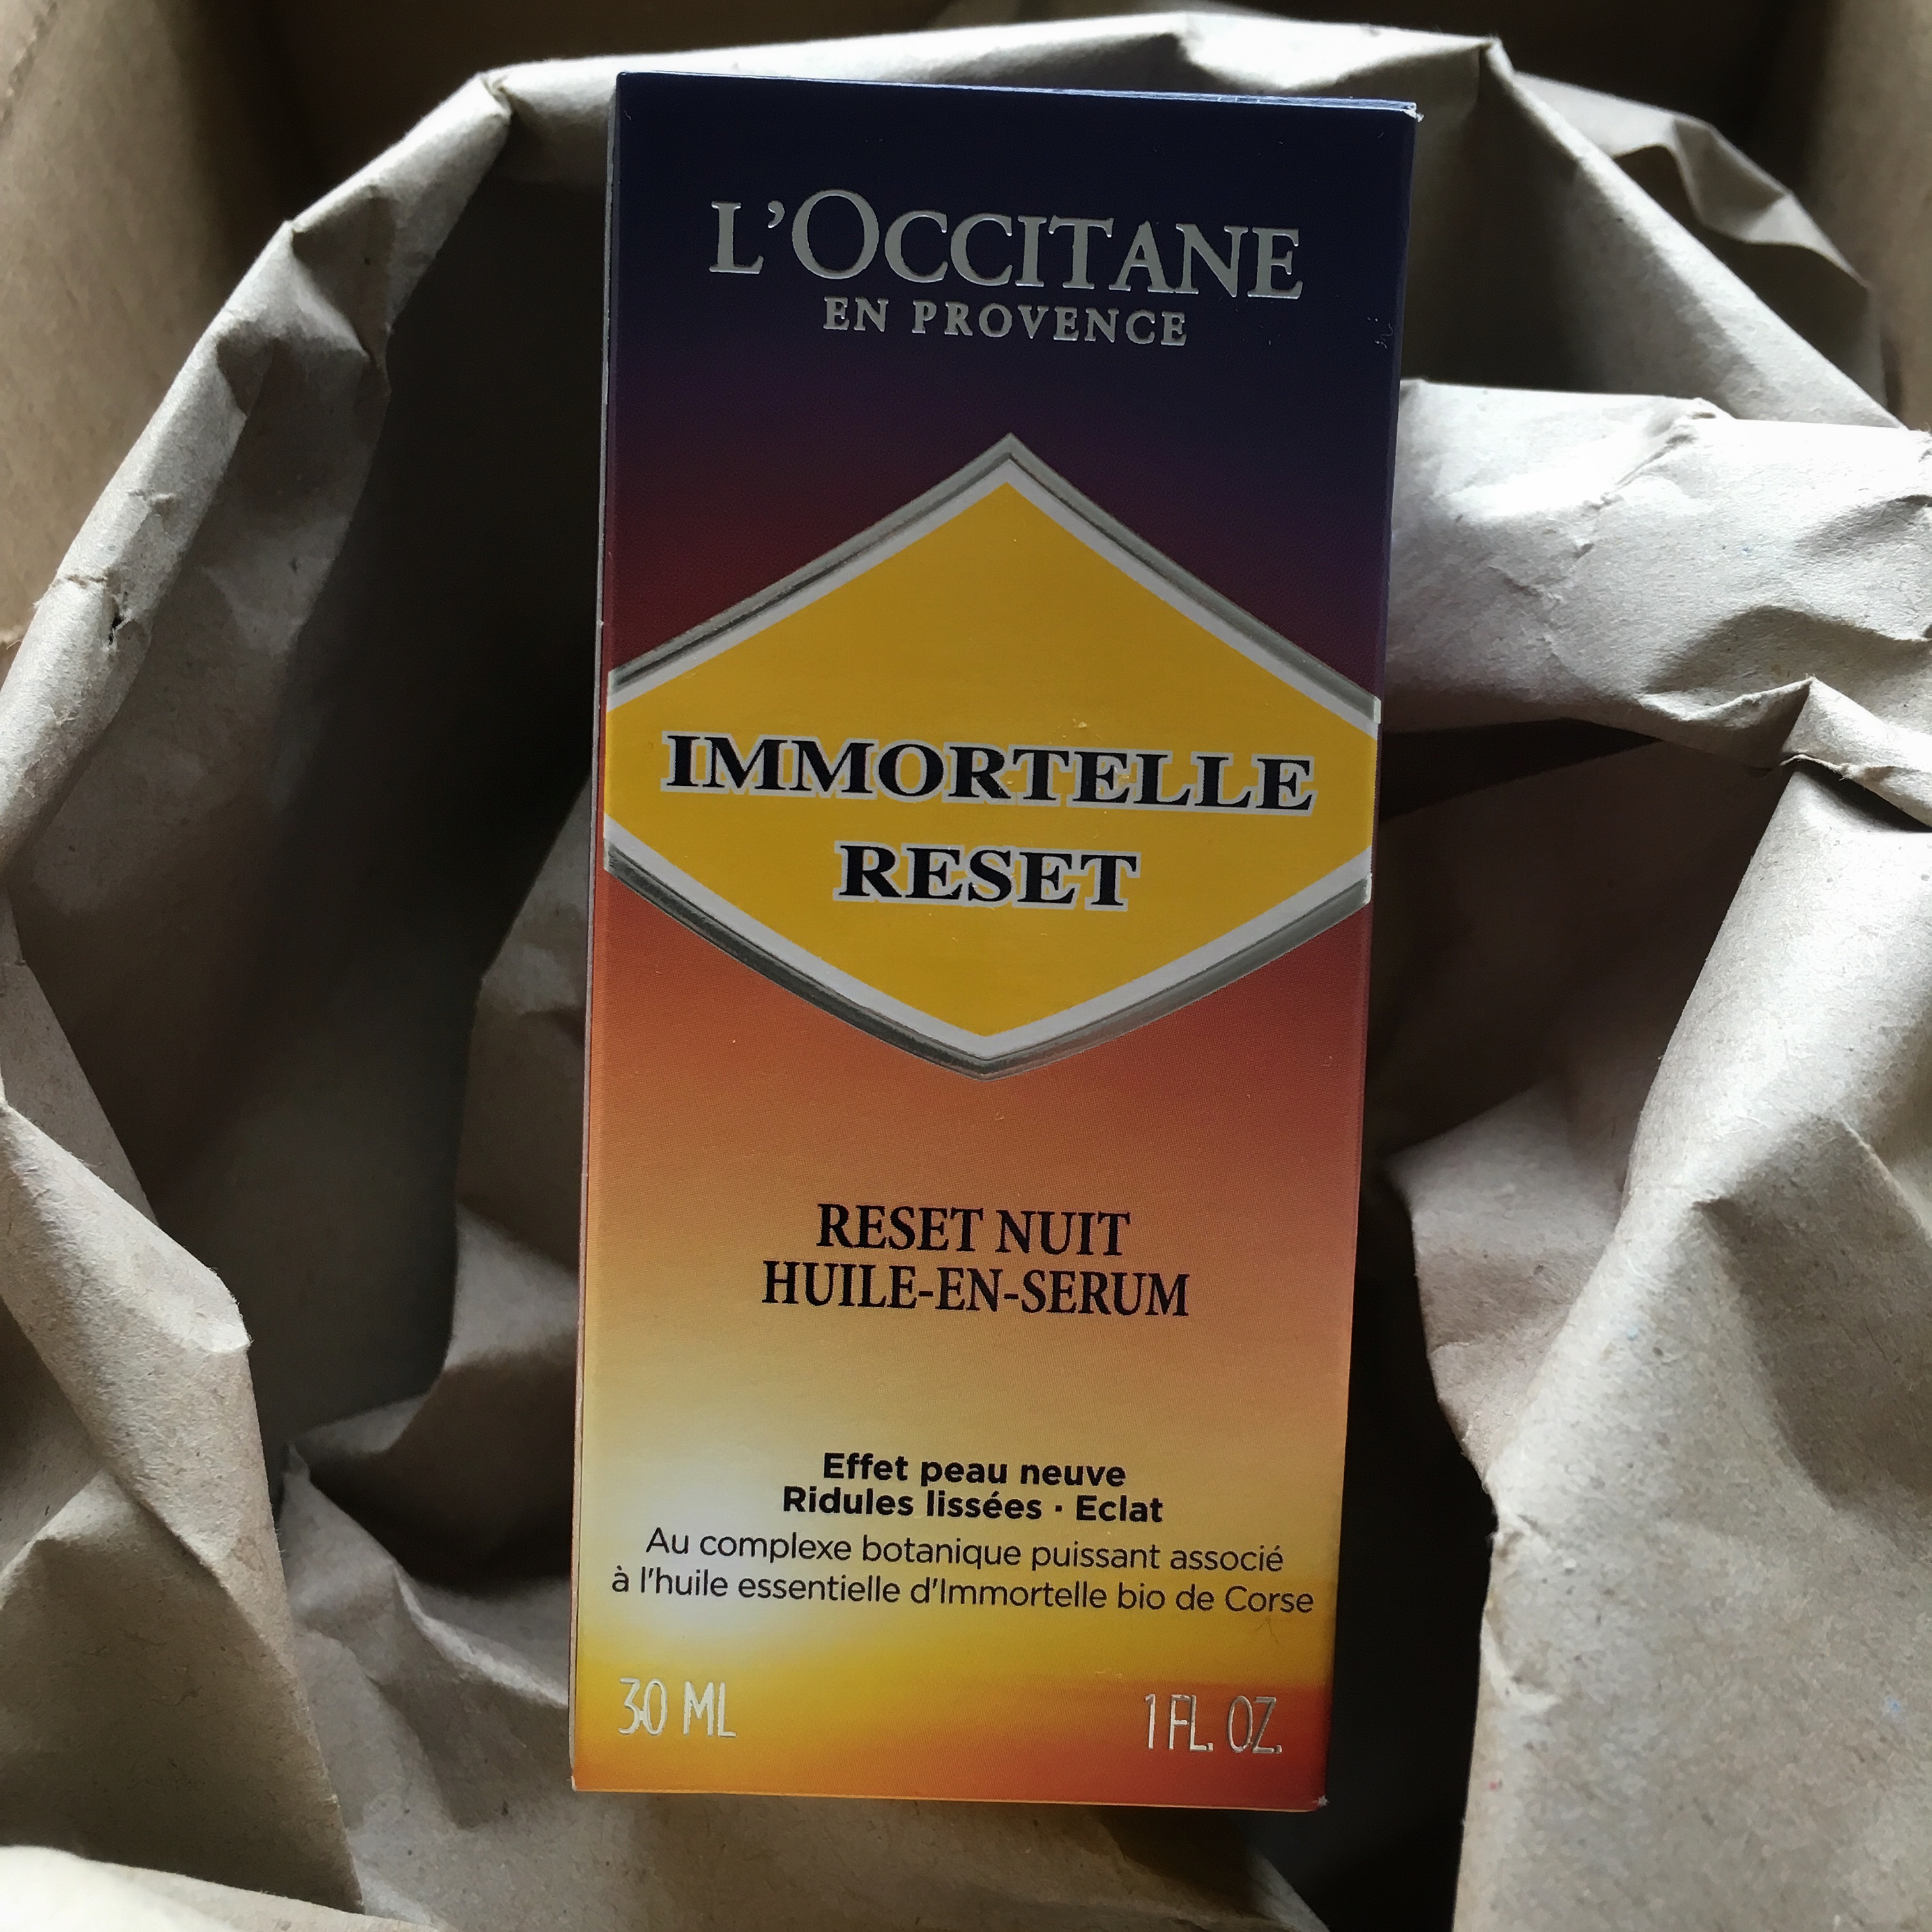 L'OCCITANE
EN PROVENCE
IMMORTELLE
RESET
RESET NUIT
HUILE-EN-SERUM
Effet peau neuve
Ridules lissées · Eclat
Au complexe botanique puissant associé
à l'huile essentielle d'Immortelle bio de Corse
30 ML
1 FL. OZ.